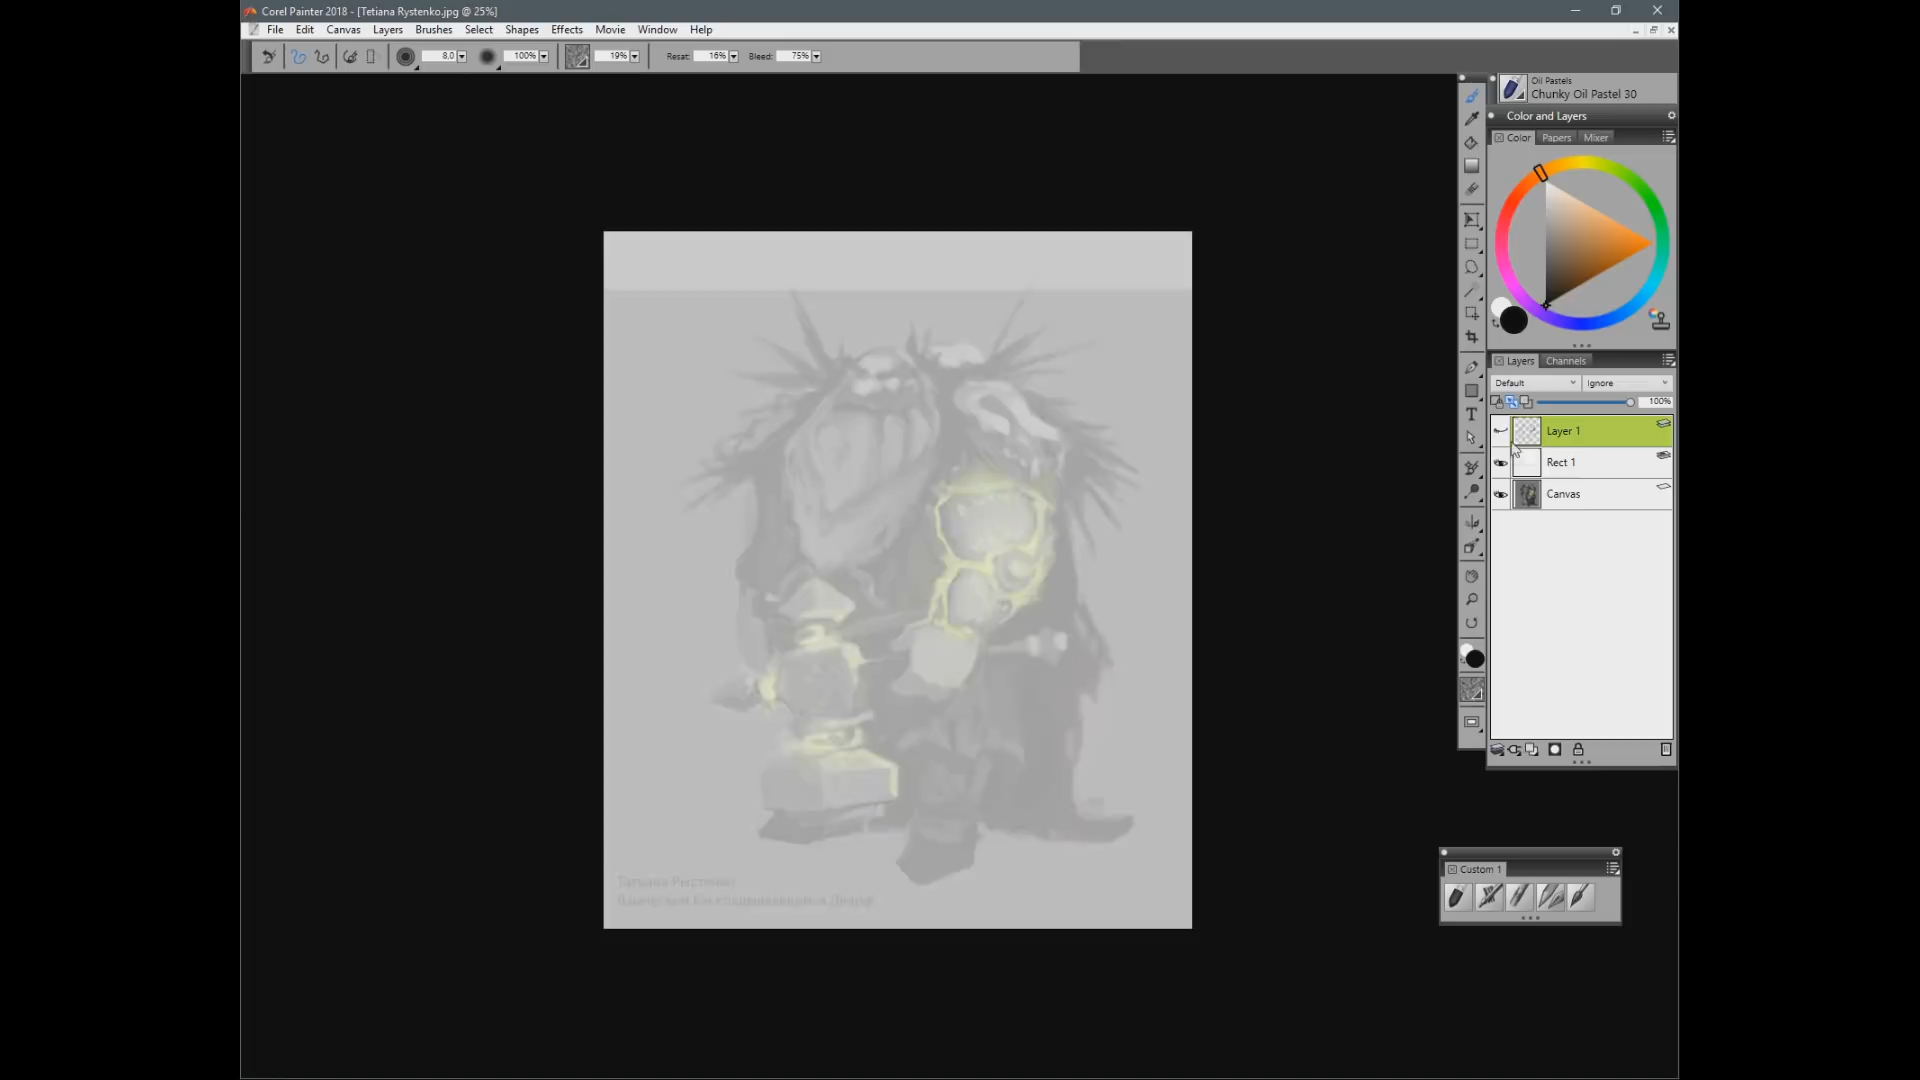 Corel Painter 2018 - [Tetiana Rystenko.jpg @ 25%]
File Edit Canvas Layers Brushes Select Shapes Effects Movie Window Help
8.0 100% 19% Resat: 16% Bleed: 75%
Oil Pastels
Chunky Oil Pastel 30
Color and Layers
Color Papers Mixer
Layers Channels
Default Ignore
100%
Layer 1
Rect 1
Canvas
Custom 1